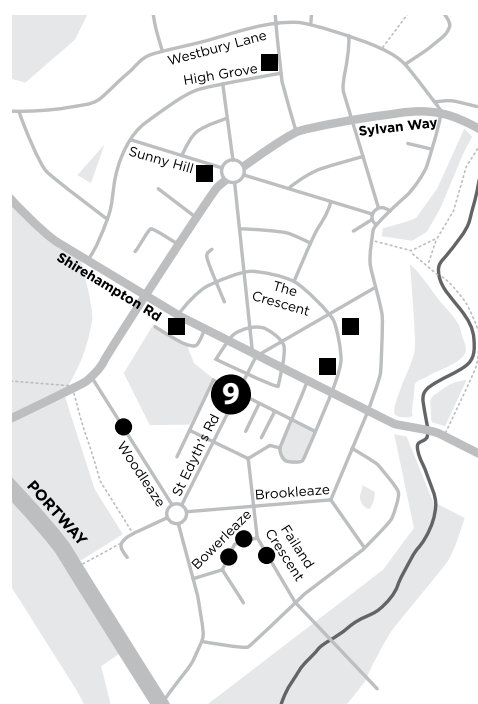 Westbury Lane
High Grove
Sylvan Way
Sunny Hill
Shirehampton Rd
The
Crescent
9
St Edyth's Rd
Woodleaze
PORTWAY
Brookleaze
Bowerleaze
Failand
Crescent